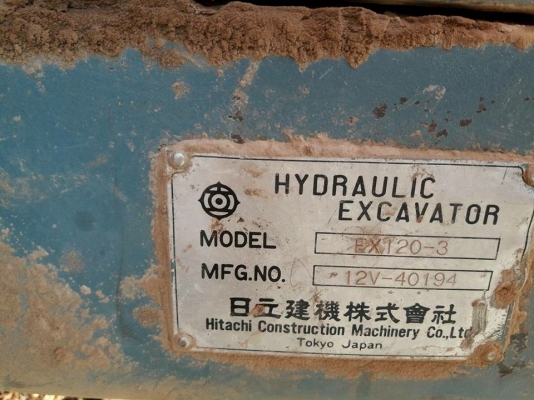 HYDRAULIC
EXCAVATOR
MODEL EX120-3
MFG.NO. 12V-40194
日立建機株式會社
Hitachi Construction Machinery Co.,Ltd
Tokyo Japan